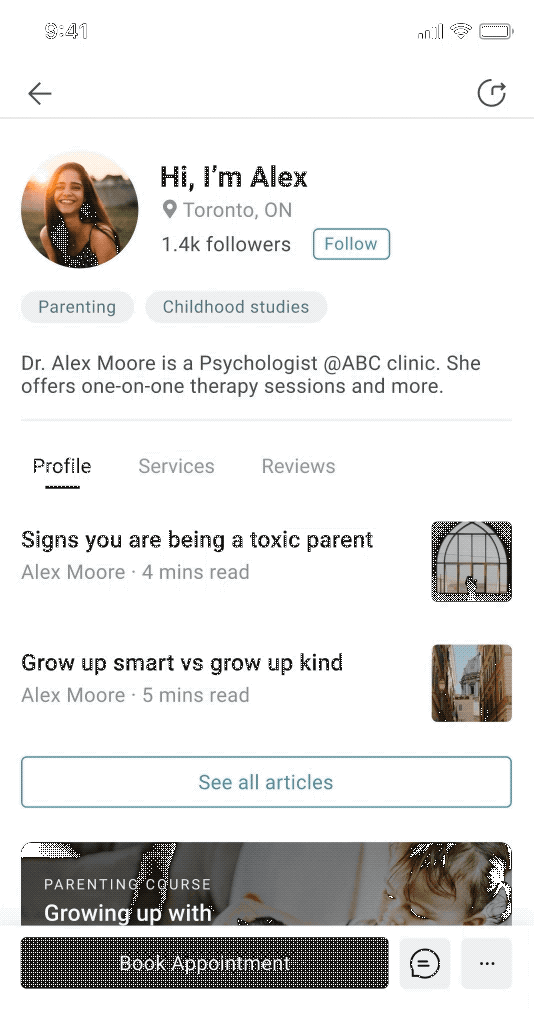 9:41
Hi, I'm Alex
Toronto, ON
1.4k followers
Follow
Parenting
Childhood studies
Dr. Alex Moore is a Psychologist @ABC clinic. She
offers one-on-one therapy sessions and more.
Profile
Services
Reviews
Signs you are being a toxic parent
Alex Moore · 4 mins read
Grow up smart vs grow up kind
Alex Moore · 5 mins read
See all articles
PARENTING COURSE
Growing up with
Book Appointment